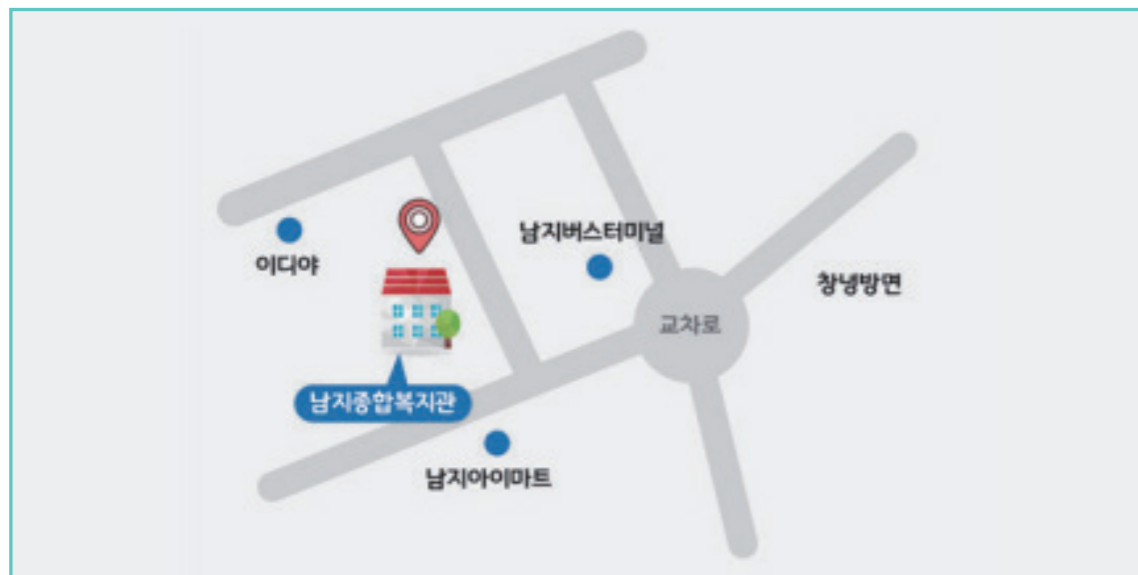 남지버스터미널
이디야
창녕방면
교차로
남지종합복지관
남지아이마트